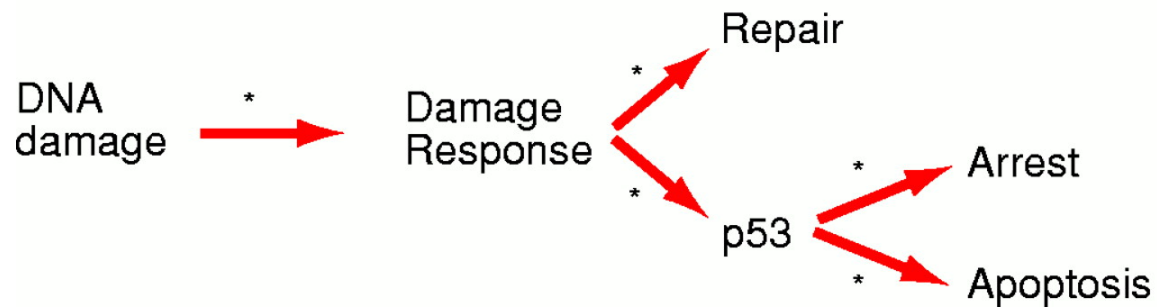 DNA
damage
*
Damage
Response
*
*
Repair
p53
*
*
Arrest
Apoptosis